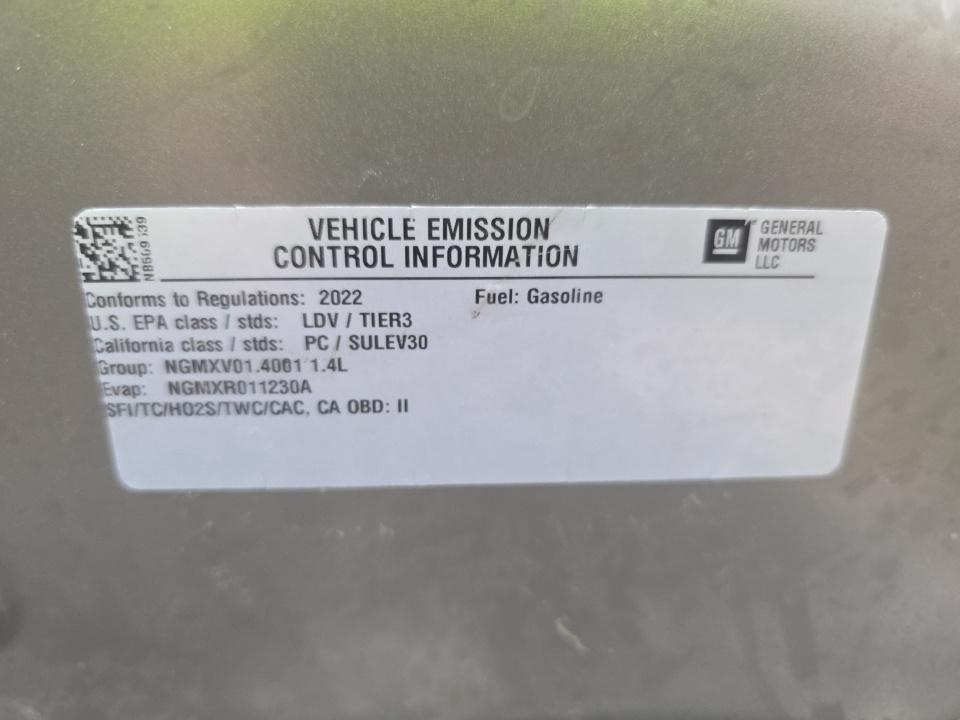 VEHICLE EMISSION
CONTROL INFORMATION
GM
GENERAL
MOTORS
LLC
Conforms to Regulations: 2022
Fuel: Gasoline
U.S. EPA class / stds: LDV / TIER3
California class / stds: PC / SULEV30
Group: NGMXV01.4001 1.4L
Evap: NGMXR011230A
SFI/TC/HO2S/TWC/CAC, CA OBD: II